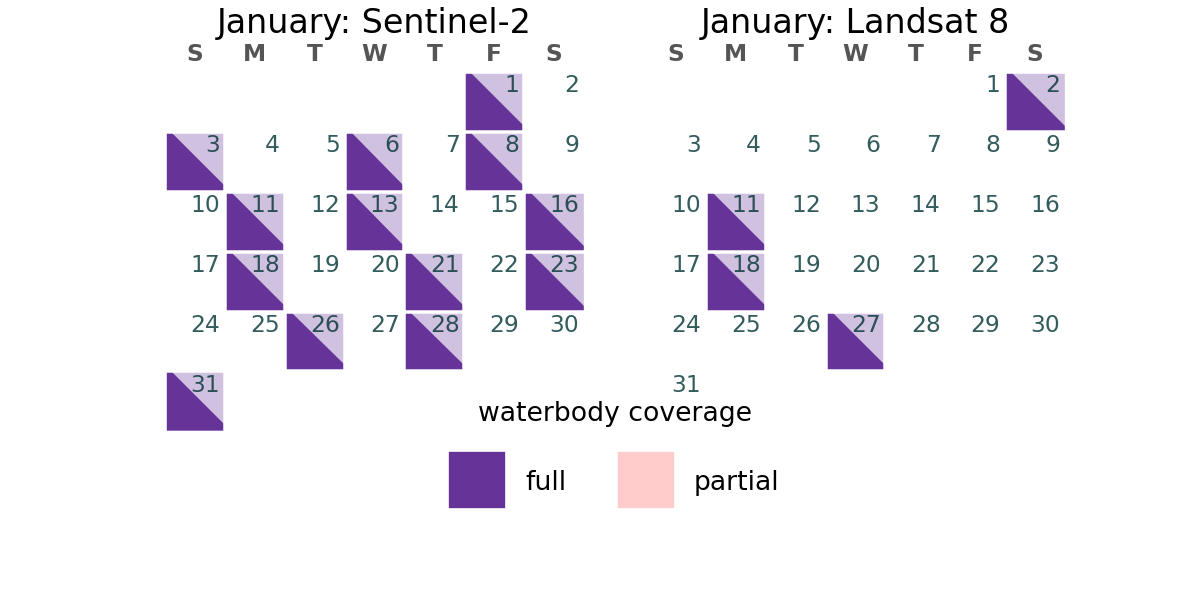 January: Sentinel-2
S M T W T F S
1 2
3 4 5 6 7 8 9
10 11 12 13 14 15 16
17 18 19 20 21 22 23
24 25 26 27 28 29 30
31
January: Landsat 8
S M T W T F S
1 2
3 4 5 6 7 8 9
10 11 12 13 14 15 16
17 18 19 20 21 22 23
24 25 26 27 28 29 30
31
waterbody coverage
full
partial